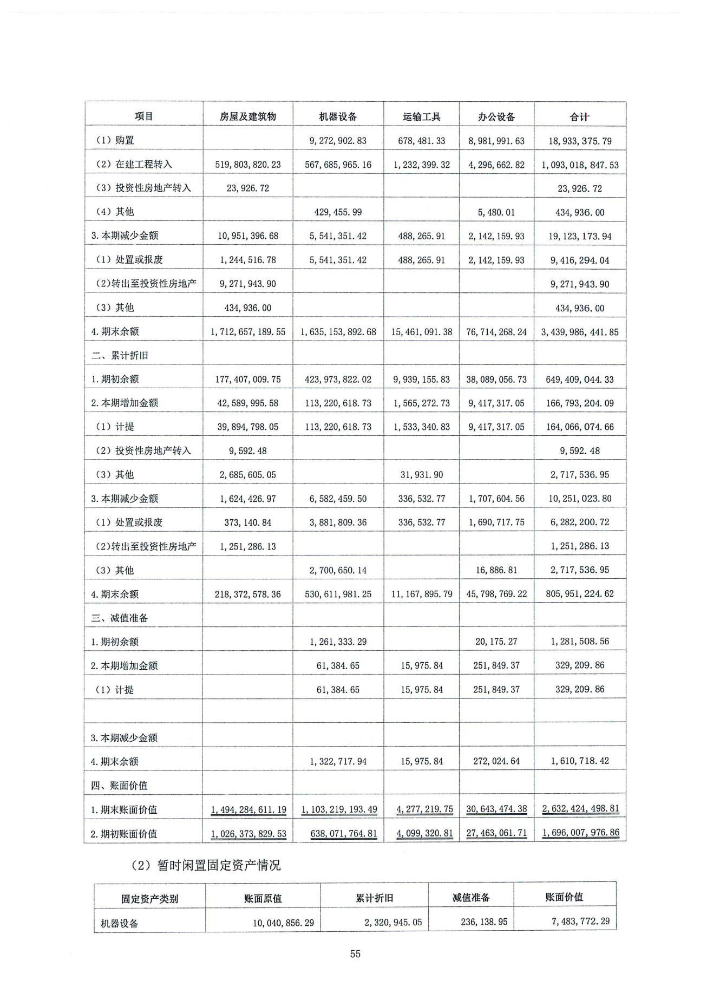 项目 房屋及建筑物 机器设备 运输工具 办公设备 合计
（1）购置 9,272,902.83 678,481.33 8,981,991.63 18,933,375.79
（2）在建工程转入 519,803,820.23 567,685,965.16 1,232,399.32 4,296,662.82 1,093,018,847.53
（3）投资性房地产转入 23,926.72 23,926.72
（4）其他 429,455.99 5,480.01 434,936.00
3.本期减少金额 10,951,396.68 5,541,351.42 488,265.91 2,142,159.93 19,123,173.94
（1）处置或报废 1,244,516.78 5,541,351.42 488,265.91 2,142,159.93 9,416,294.04
（2)转出至投资性房地产 9,271,943.90 9,271,943.90
（3）其他 434,936.00 434,936.00
4.期末余额 1,712,657,189.55 1,635,153,892.68 15,461,091.38 76,714,268.24 3,439,986,441.85
二、累计折旧
1.期初余额 177,407,009.75 423,973,822.02 9,939,155.83 38,089,056.73 649,409,044.33
2.本期增加金额 42,589,995.58 113,220,618.73 1,565,272.73 9,417,317.05 166,793,204.09
（1）计提 39,894,798.05 113,220,618.73 1,533,340.83 9,417,317.05 164,066,074.66
（2）投资性房地产转入 9,592.48 9,592.48
（3）其他 2,685,605.05 31,931.90 2,717,536.95
3.本期减少金额 1,624,426.97 6,582,459.50 336,532.77 1,707,604.56 10,251,023.80
（1）处置或报废 373,140.84 3,881,809.36 336,532.77 1,690,717.75 6,282,200.72
（2)转出至投资性房地产 1,251,286.13 1,251,286.13
（3）其他 2,700,650.14 16,886.81 2,717,536.95
4.期末余额 218,372,578.36 530,611,981.25 11,167,895.79 45,798,769.22 805,951,224.62
三、减值准备
1.期初余额 1,261,333.29 20,175.27 1,281,508.56
2.本期增加金额 61,384.65 15,975.84 251,849.37 329,209.86
（1）计提 61,384.65 15,975.84 251,849.37 329,209.86
3.本期减少金额
4.期末余额 1,322,717.94 15,975.84 272,024.64 1,610,718.42
四、账面价值
1.期末账面价值 1,494,284,611.19 1,103,219,193.49 4,277,219.75 30,643,474.38 2,632,424,498.81
2.期初账面价值 1,026,373,829.53 638,071,764.81 4,099,320.81 27,463,061.71 1,696,007,976.86
（2）暂时闲置固定资产情况
固定资产类别 账面原值 累计折旧 减值准备 账面价值
机器设备 10,040,856.29 2,320,945.05 236,138.95 7,483,772.29
55